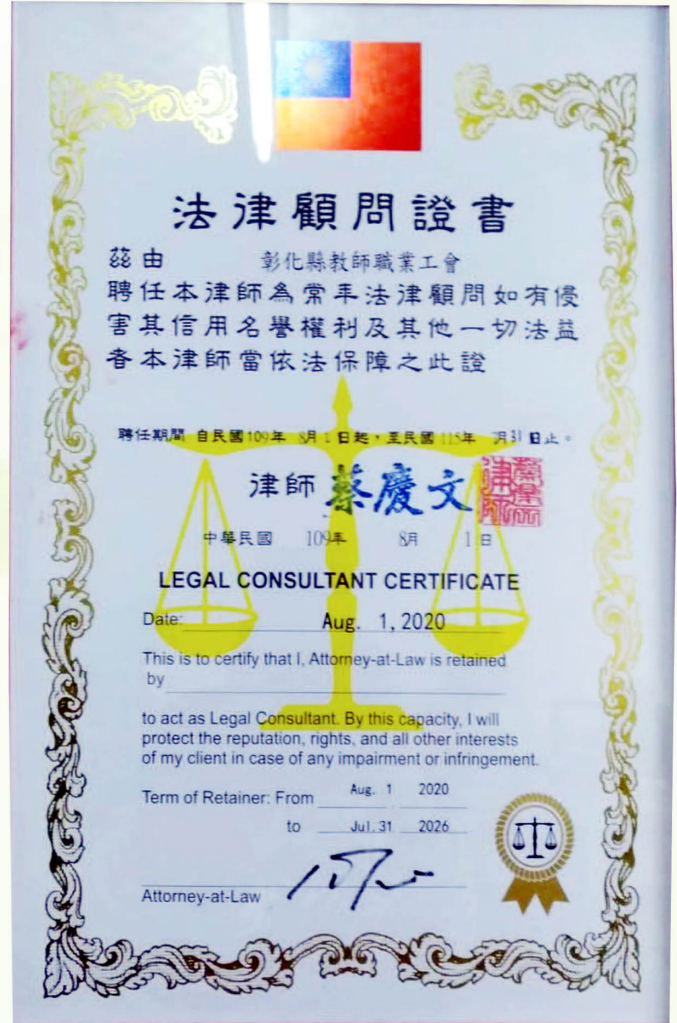 法律顧問證書
茲由 彰化縣教師職業工會
聘任本律師為常年法律顧問如有侵
害其信用名譽權利及其他一切法益
者本律師當依法保障之此證
聘任期間 自民國109年 8月1日起,至民國115年 7月31日止。
律師 蔡慶文
中華民國 109年 8月 1日
LEGAL CONSULTANT CERTIFICATE
Date: Aug. 1, 2020
This is to certify that I, Attorney-at-Law is retained
by
to act as Legal Consultant. By this capacity, I will
protect the reputation, rights, and all other interests
of my client in case of any impairment or infringement.
Term of Retainer: From Aug. 1 , 2020
to Jul. 31 2026
Attorney-at-Law